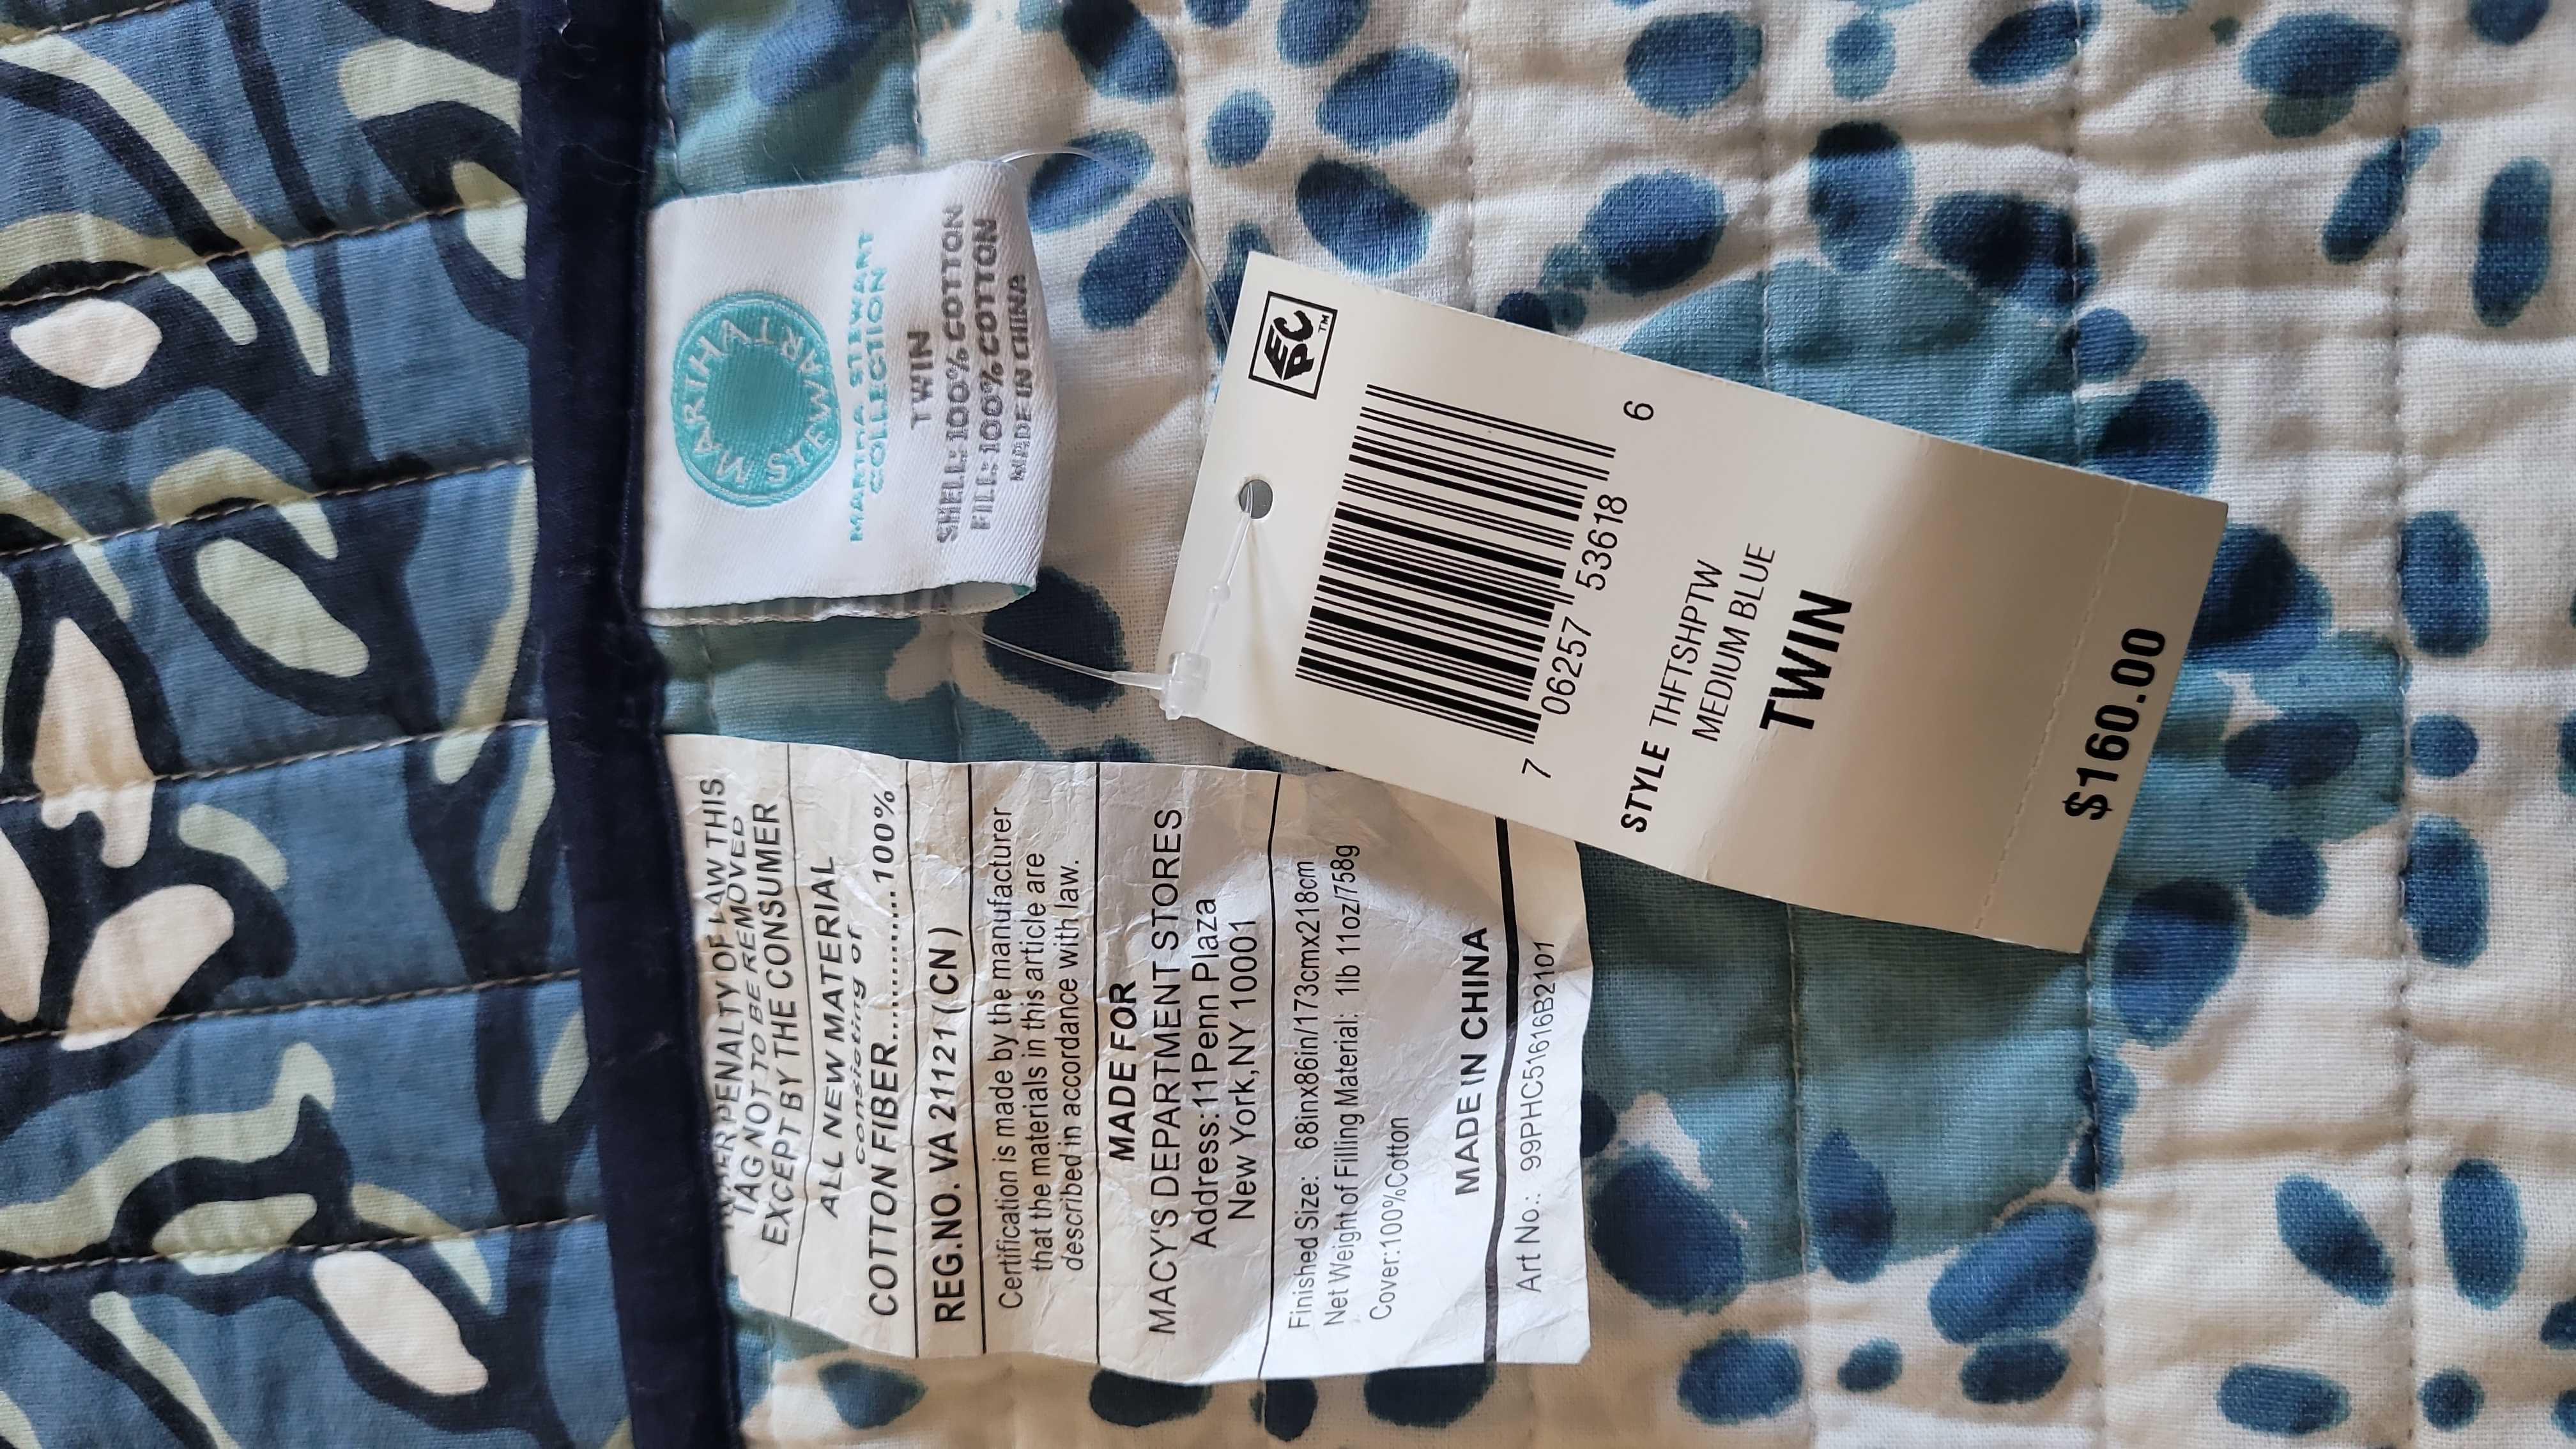 MARTHA STEWART
MARTHA STEWART
COLLECTION
TWIN
SHELL: 100% COTTON
FILL: 100% COTTON
MADE IN CHINA
UNDER PENALTY OF LAW THIS
TAG NOT TO BE REMOVED
EXCEPT BY THE CONSUMER
ALL NEW MATERIAL
consisting of
COTTON FIBER..............100%
REG.NO. VA 21121 ( CN )
Certification is made by the manufacturer
that the materials in this article are
described in accordance with law.
MADE FOR
MACY'S DEPARTMENT STORES
Address:11Penn Plaza
New York,NY 10001
Finished Size: 68inx86in/173cmx218cm
Net Weight of Filling Material: 1lb 11oz/758g
Cover:100%Cotton
MADE IN CHINA
Art No.: 99PHC51616B2101
EPC™
7 06257 53618 6
STYLE THFTSHPTW
MEDIUM BLUE
TWIN
$160.00